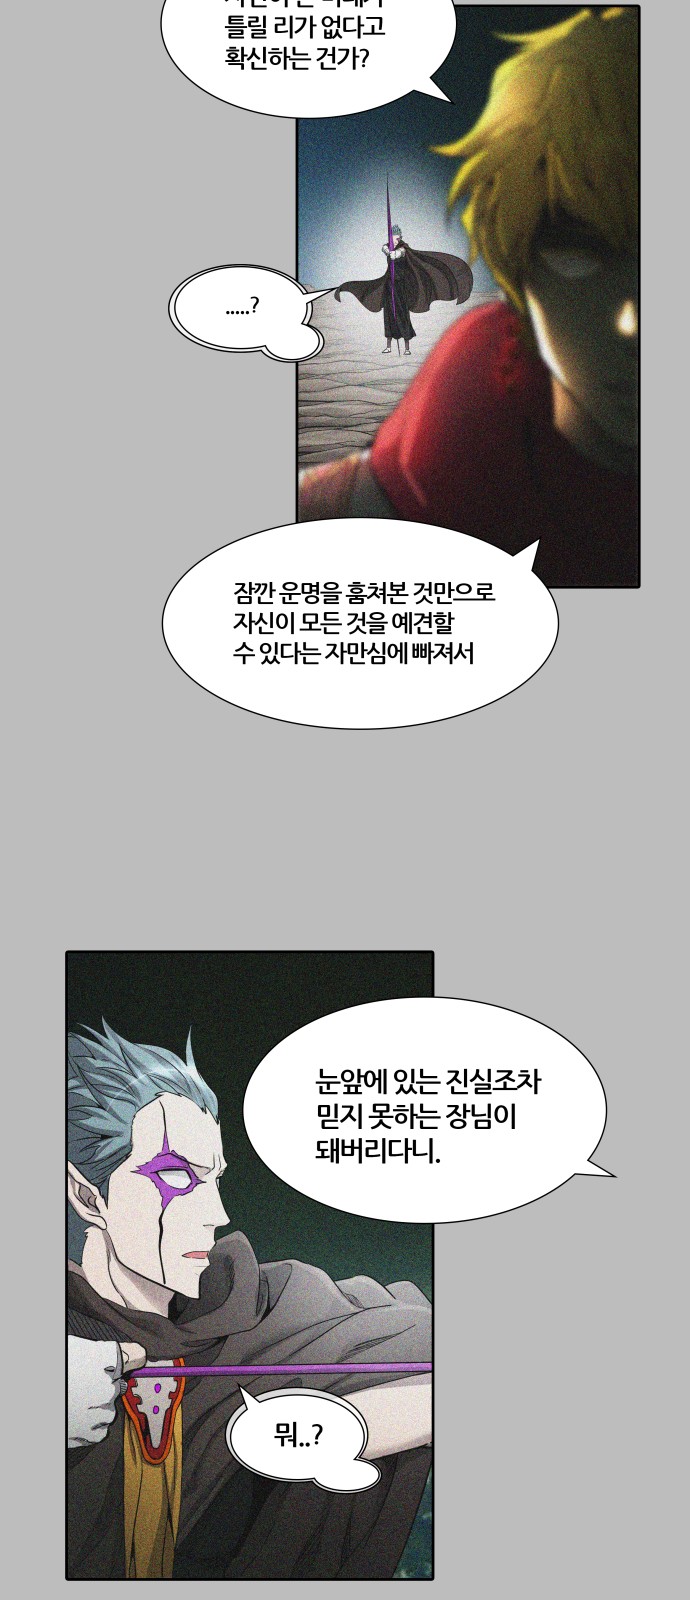 틀릴 리가 없다고
확신하는 건가?
.....?
잠깐 운명을 훔쳐본 것만으로
자신이 모든 것을 예견할
수 있다는 자만심에 빠져서
눈앞에 있는 진실조차
믿지 못하는 장님이
돼버리다니.
뭐..?